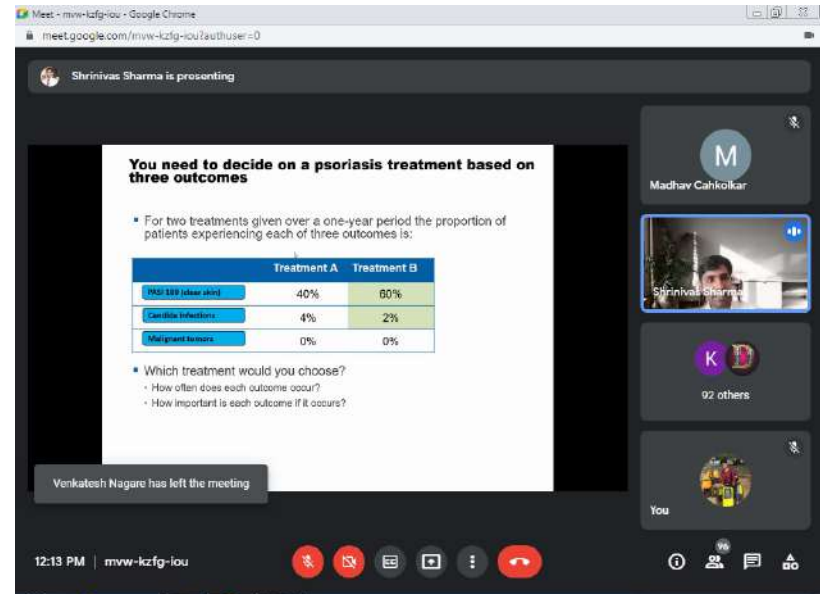 Meet - mvw-kzfg-iou - Google Chrome
meet.google.com/mvw-kzfg-iou?authuser=0
Shrinivas Sharma is presenting
You need to decide on a psoriasis treatment based on
three outcomes
For two treatments given over a one-year period the proportion of
patients experiencing each of three outcomes is:
Treatment A Treatment B
PASI 100 (clear skin) 40% 60%
Candida infections 4% 2%
Malignant tumors 0% 0%
Which treatment would you choose?
How often does each outcome occur?
How important is each outcome if it occurs?
Venkatesh Nagare has left the meeting
M
Madhav Cahkolkar
Shrinivas Sharma
K D
92 others
You
12:13 PM | mvw-kzfg-iou
96